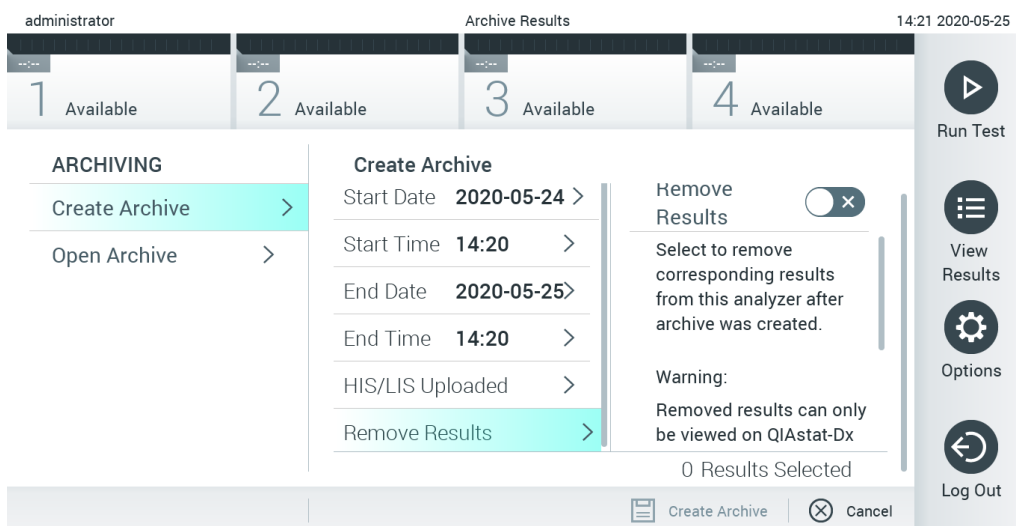 administrator
Archive Results
14:21 2020-05-25
--:--
--:--
--:--
--:--
1 Available
2 Available
3 Available
4 Available
Run Test
ARCHIVING
Create Archive
Open Archive
Create Archive
Start Date 2020-05-24
Start Time 14:20
End Date 2020-05-25
End Time 14:20
HIS/LIS Uploaded
Remove Results
Remove
Results
Select to remove
corresponding results
from this analyzer after
archive was created.
Warning:
Removed results can only
be viewed on QIAstat-Dx
0 Results Selected
View
Results
Options
Log Out
Create Archive
Cancel